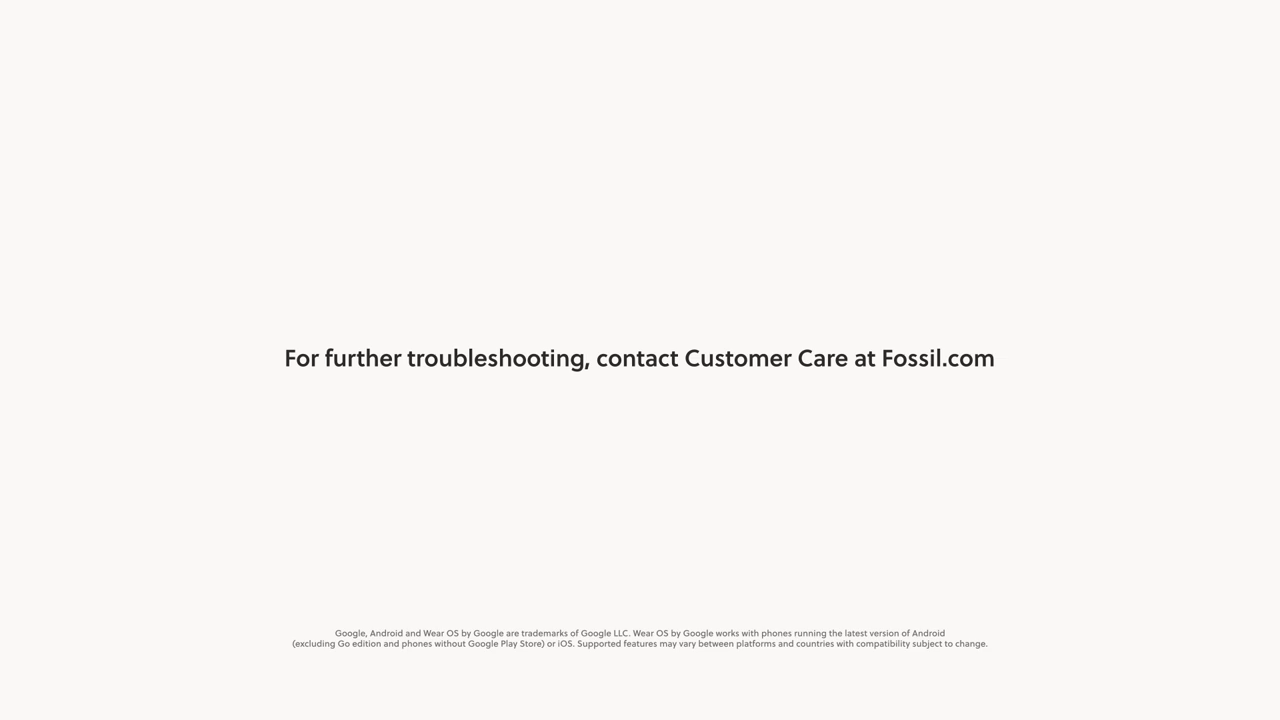 For further troubleshooting, contact Customer Care at Fossil.com
Google, Android and Wear OS by Google are trademarks of Google LLC. Wear OS by Google works with phones running the latest version of Android
(excluding Go edition and phones without Google Play Store) or iOS. Supported features may vary between platforms and countries with compatibility subject to change.